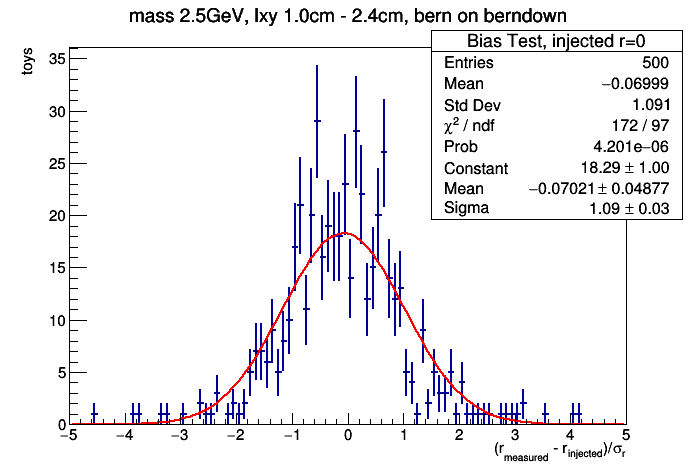 mass 2.5GeV, lxy 1.0cm - 2.4cm, bern on berndown
Bias Test, injected r=0
Entries 500
Mean −0.06999
Std Dev 1.091
χ² / ndf 172 / 97
Prob 4.201e−06
Constant 18.29 ± 1.00
Mean −0.07021 ± 0.04877
Sigma 1.09 ± 0.03
toys
35
30
25
20
15
10
5
0
−5 −4 −3 −2 −1 0 1 2 3 4 5
(r_measured - r_injected)/σ_r